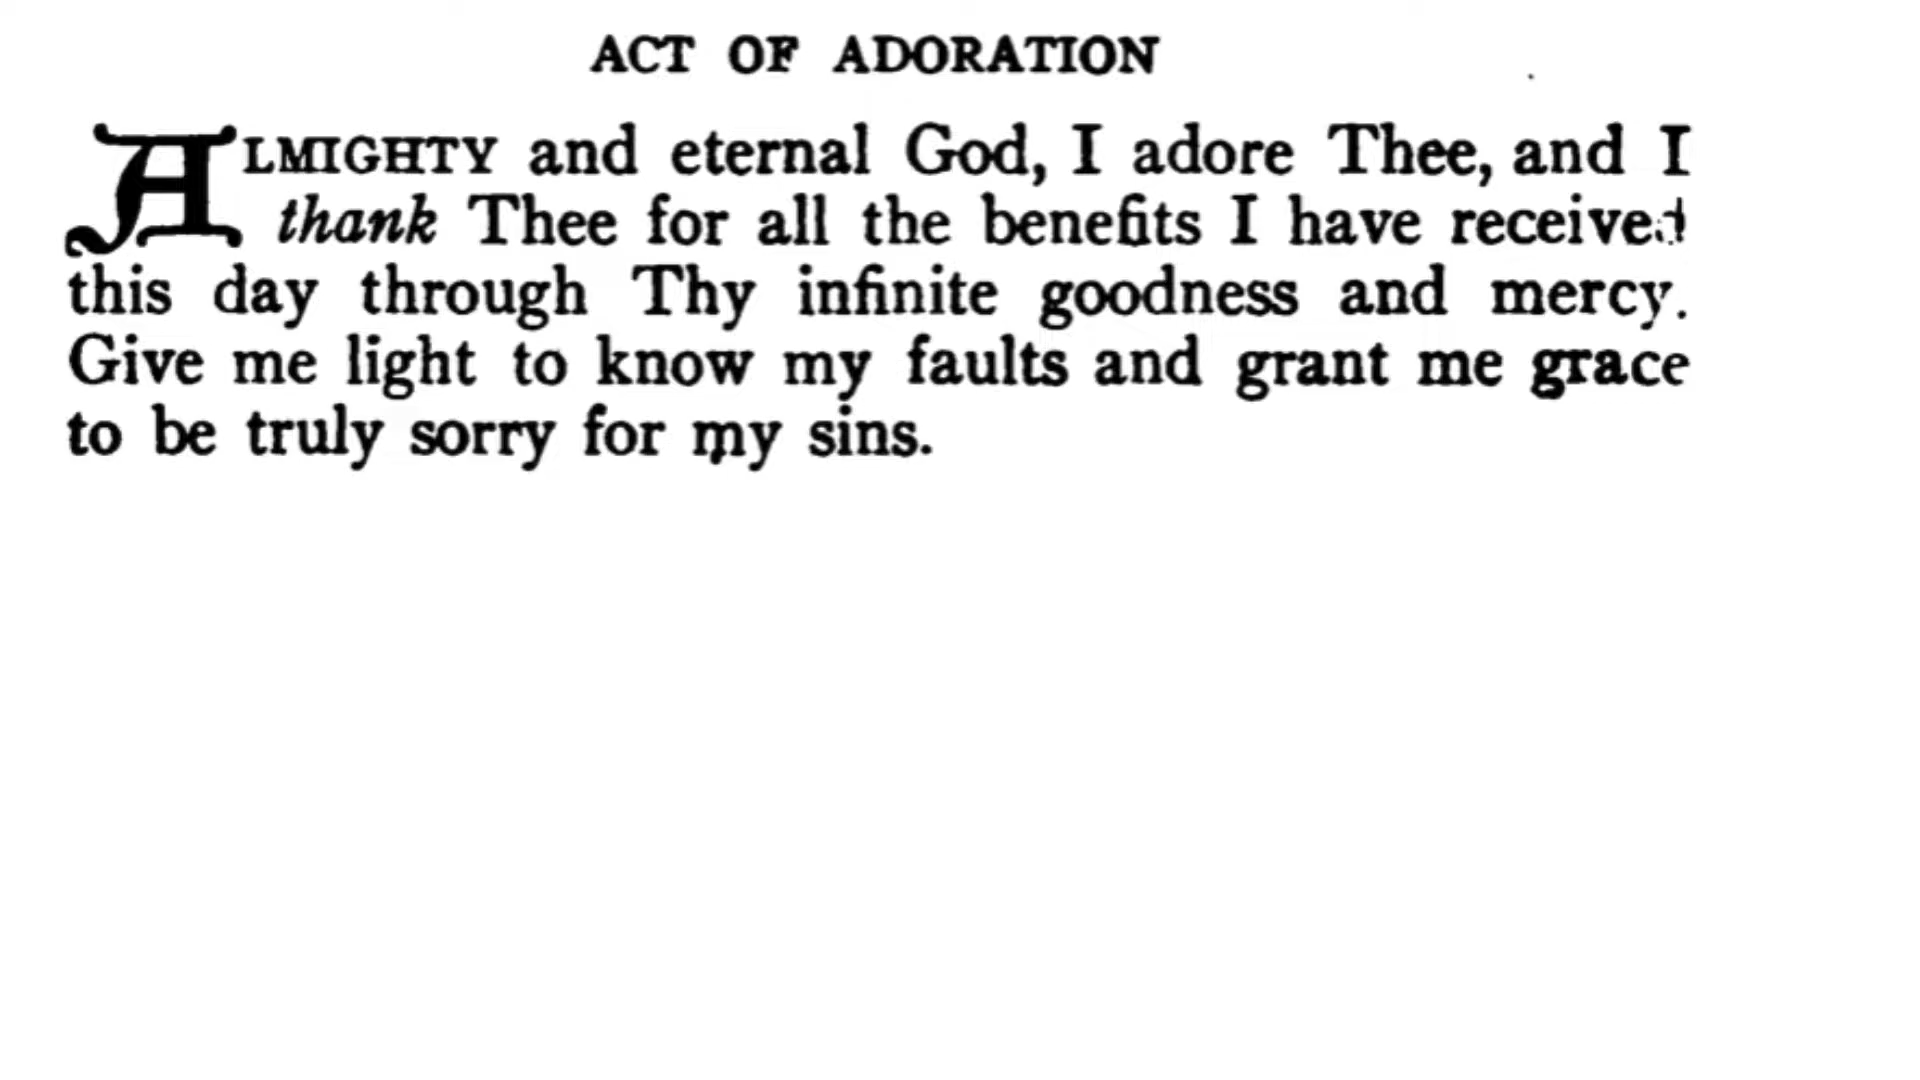 ACT OF ADORATION
ALMIGHTY and eternal God, I adore Thee, and I
thank Thee for all the benefits I have received
this day through Thy infinite goodness and mercy.
Give me light to know my faults and grant me grace
to be truly sorry for my sins.